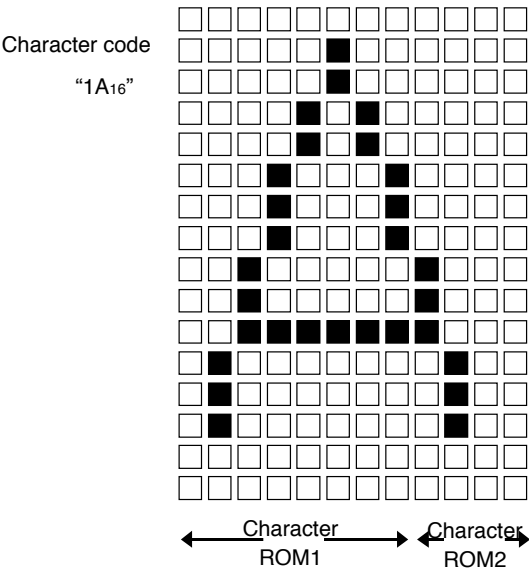 Character code
“1A16”
Character Character
ROM1 ROM2